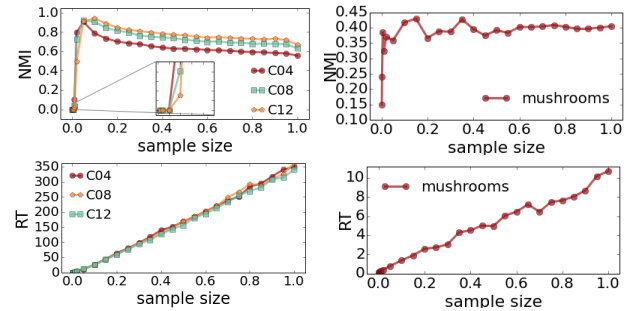 NMI
1.0
0.8
0.6
0.4
0.2
0.0
C04
C08
C12
0.0 0.2 0.4 0.6 0.8 1.0
sample size
NMI
0.45
0.40
0.35
0.30
0.25
0.20
0.15
0.10
mushrooms
0.0 0.2 0.4 0.6 0.8 1.0
sample size
RT
350
300
250
200
150
100
50
0
C04
C08
C12
0.0 0.2 0.4 0.6 0.8 1.0
sample size
RT
10
8
6
4
2
0
mushrooms
0.0 0.2 0.4 0.6 0.8 1.0
sample size